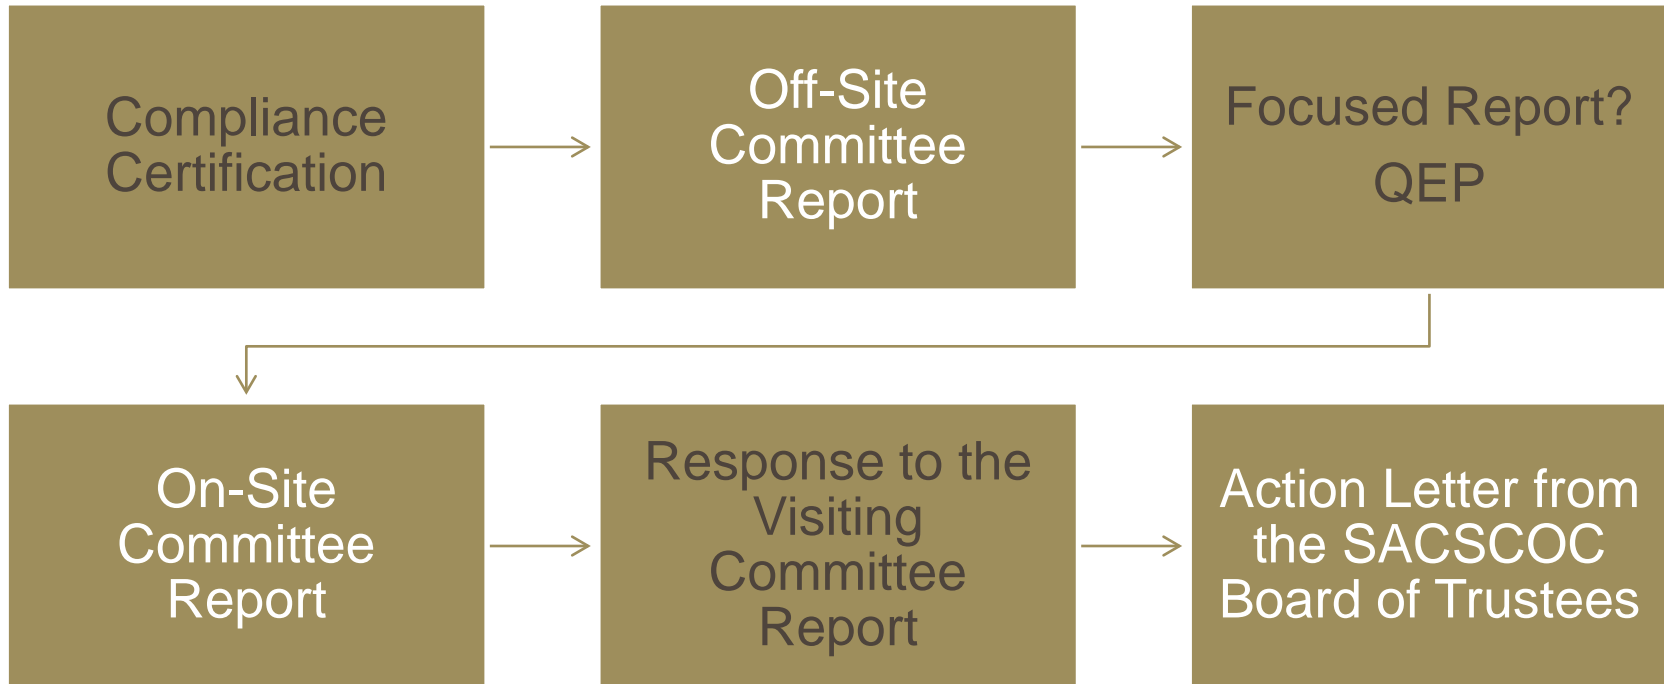 Compliance
Certification
Off-Site
Committee
Report
Focused Report?
QEP
On-Site
Committee
Report
Response to the
Visiting
Committee
Report
Action Letter from
the SACSCOC
Board of Trustees